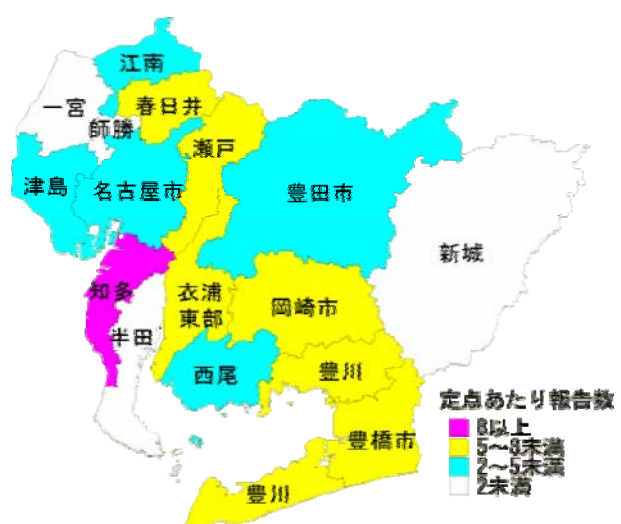 江南
一宮
春日井
師勝
瀬戸
津島
名古屋市
豊田市
新城
知多
衣浦
東部
岡崎市
半田
西尾
豊川
豊橋市
豊川
定点あたり報告数
8以上
5～8未満
2～5未満
2未満